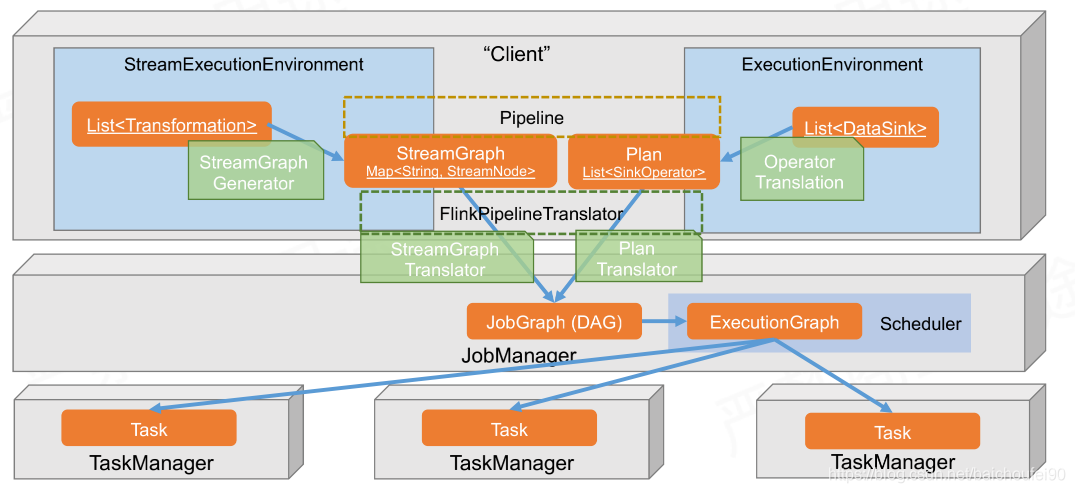 “Client”
StreamExecutionEnvironment
ExecutionEnvironment
List<Transformation>
Pipeline
List<DataSink>
StreamGraph
Generator
StreamGraph
Map<String, StreamNode>
Plan
List<SinkOperator>
Operator
Translation
FlinkPipelineTranslator
StreamGraph
Translator
Plan
Translator
JobGraph (DAG)
ExecutionGraph
Scheduler
JobManager
Task
TaskManager
Task
TaskManager
Task
TaskManager
https://blog.csdn.net/baichoufai90